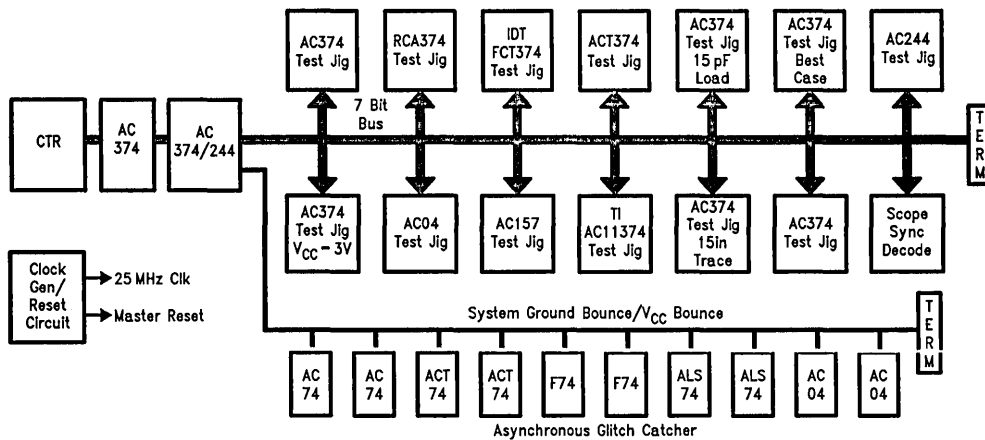 AC374
Test Jig
RCA374
Test Jig
IDT
FCT374
Test Jig
ACT374
Test Jig
AC374
Test Jig
15 pF
Load
AC374
Test Jig
Best
Case
AC244
Test Jig
CTR
AC
374
AC
374/244
7 Bit
Bus
TERM
AC374
Test Jig
VCC – 3V
AC04
Test Jig
AC157
Test Jig
TI
AC11374
Test Jig
AC374
Test Jig
15in
Trace
AC374
Test Jig
Scope
Sync
Decode
Clock
Gen/
Reset
Circuit
25 MHz Clk
Master Reset
System Ground Bounce/VCC Bounce
TERM
AC
74
AC
74
ACT
74
ACT
74
F74
F74
ALS
74
ALS
74
AC
04
AC
04
Asynchronous Glitch Catcher